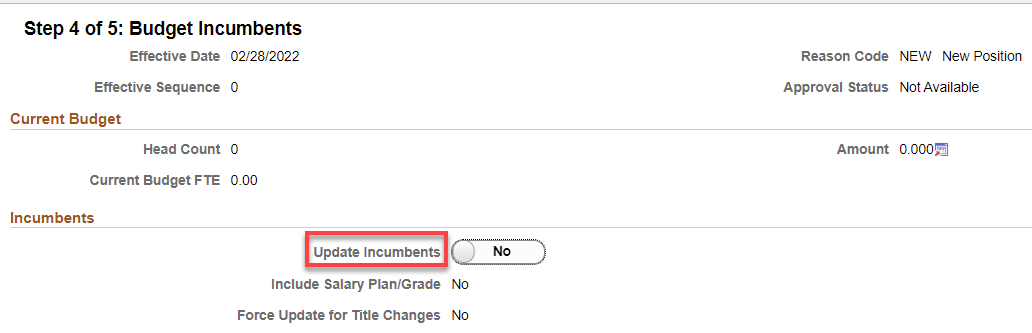 Step 4 of 5: Budget Incumbents
Effective Date 02/28/2022 Reason Code NEW New Position
Effective Sequence 0 Approval Status Not Available
Current Budget
Head Count 0 Amount 0.000
Current Budget FTE 0.00
Incumbents
Update Incumbents No
Include Salary Plan/Grade No
Force Update for Title Changes No